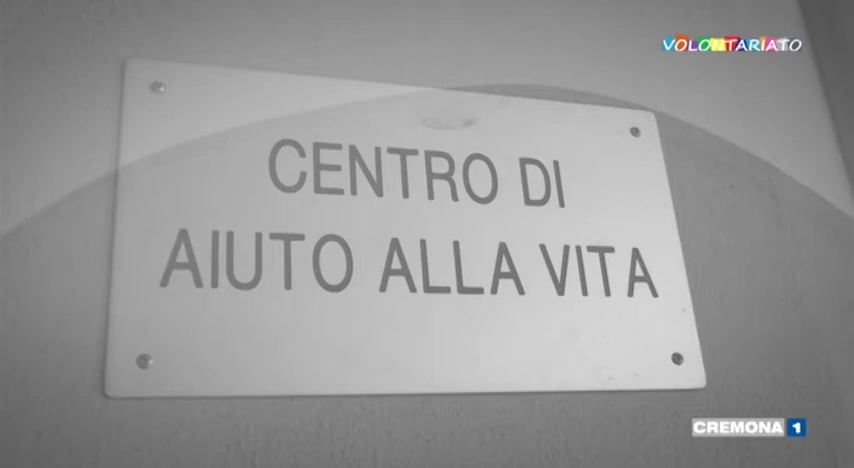 VOLONTARIATO
CENTRO DI
AIUTO ALLA VITA
CREMONA 1